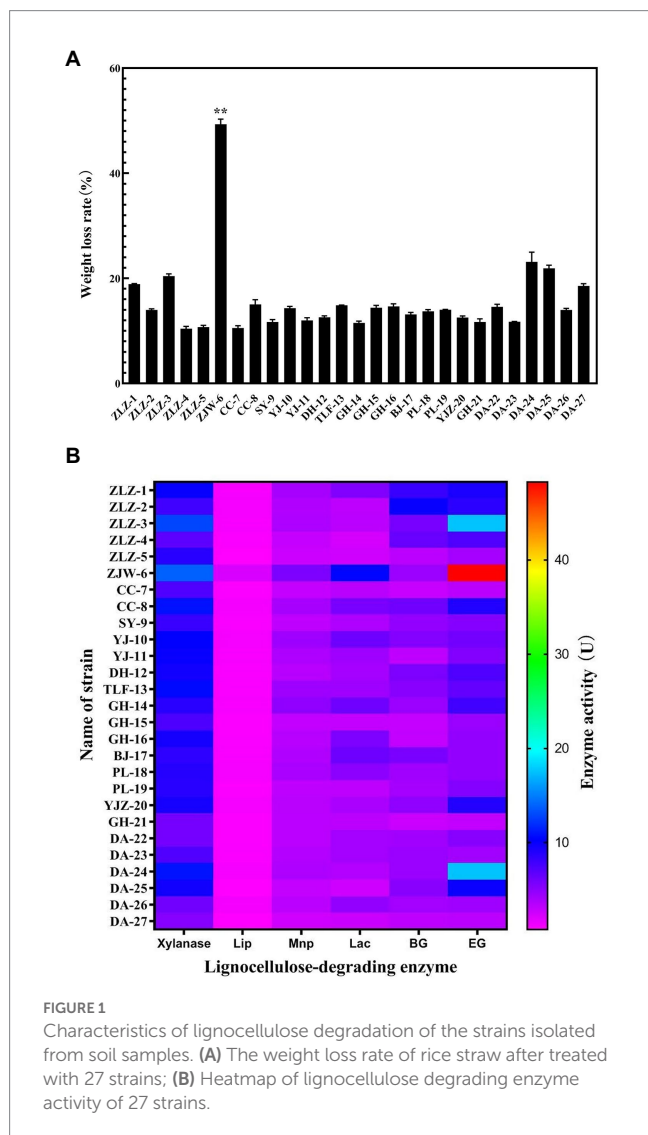 A
60
40
20
0
Weight loss rate (%)
**
ZLZ-1 ZLZ-2 ZLZ-3 ZLZ-4 ZLZ-5 ZJW-6 CC-7 CC-8 SY-9 YJ-10 YJ-11 DH-12 TLF-13 GH-14 GH-15 GH-16 BJ-17 PL-18 PL-19 YJZ-20 GH-21 DA-22 DA-23 DA-24 DA-25 DA-26 DA-27
B
Name of strain
ZLZ-1
ZLZ-2
ZLZ-3
ZLZ-4
ZLZ-5
ZJW-6
CC-7
CC-8
SY-9
YJ-10
YJ-11
DH-12
TLF-13
GH-14
GH-15
GH-16
BJ-17
PL-18
PL-19
YJZ-20
GH-21
DA-22
DA-23
DA-24
DA-25
DA-26
DA-27
Xylanase Lip Mnp Lac BG EG
Lignocellulose-degrading enzyme
40
30
20
10
Enzyme activity (U)
FIGURE 1
Characteristics of lignocellulose degradation of the strains isolated
from soil samples. (A) The weight loss rate of rice straw after treated
with 27 strains; (B) Heatmap of lignocellulose degrading enzyme
activity of 27 strains.